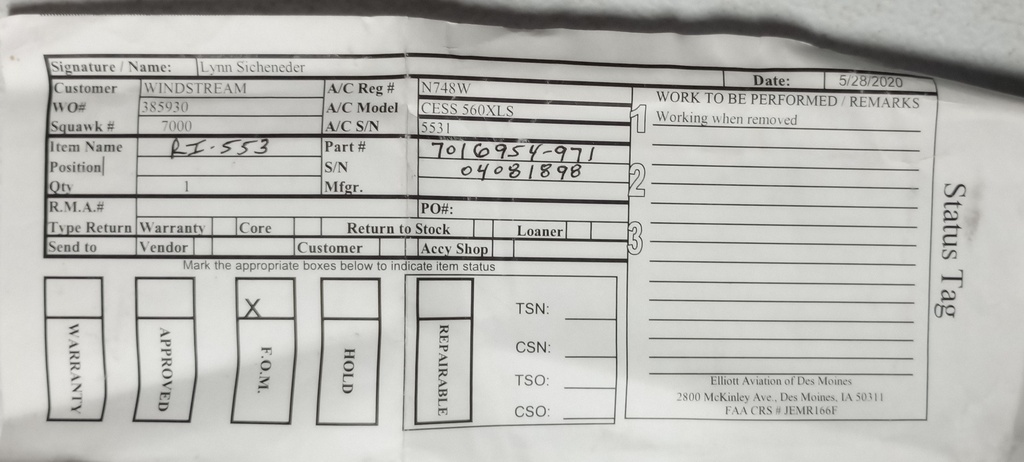 Signature / Name: Lynn Sicheneder
Date: 5/28/2020
Customer WINDSTREAM A/C Reg # N748W
WO# 385930 A/C Model CESS 560XLS
Squawk # 7000 A/C S/N 5531
Item Name RI-553 Part # 7016954-971
Position S/N 04081898
Qty 1 Mfgr.
R.M.A.# PO#:
Type Return Warranty Core Return to Stock Loaner
Send to Vendor Customer Accy Shop
WORK TO BE PERFORMED / REMARKS
1 Working when removed
2
3
Mark the appropriate boxes below to indicate item status
X
WARRANTY
APPROVED
F.O.M.
HOLD
REPAIRABLE
TSN:
CSN:
TSO:
CSO:
Elliott Aviation of Des Moines
2800 McKinley Ave., Des Moines, IA 50311
FAA CRS # JEMR166F
Status Tag